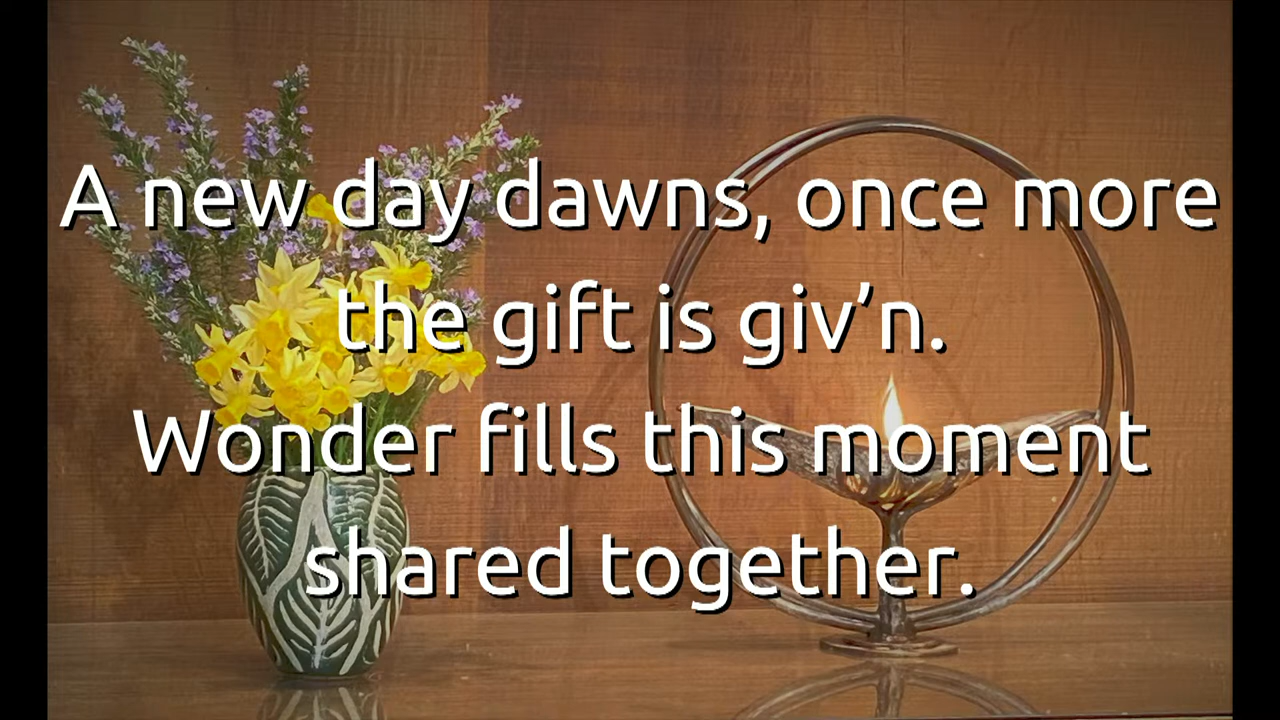 A new day dawns, once more
the gift is giv’n.
Wonder fills this moment
shared together.